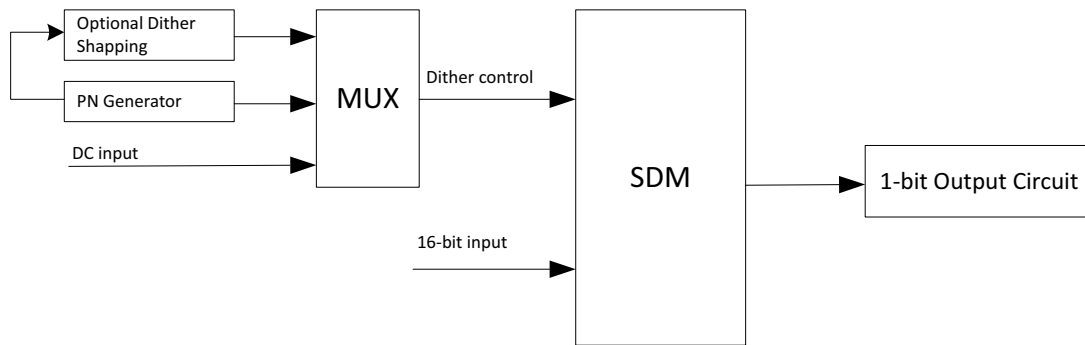 Optional Dither
Shapping
PN Generator
DC input
MUX
Dither control
16-bit input
SDM
1-bit Output Circuit